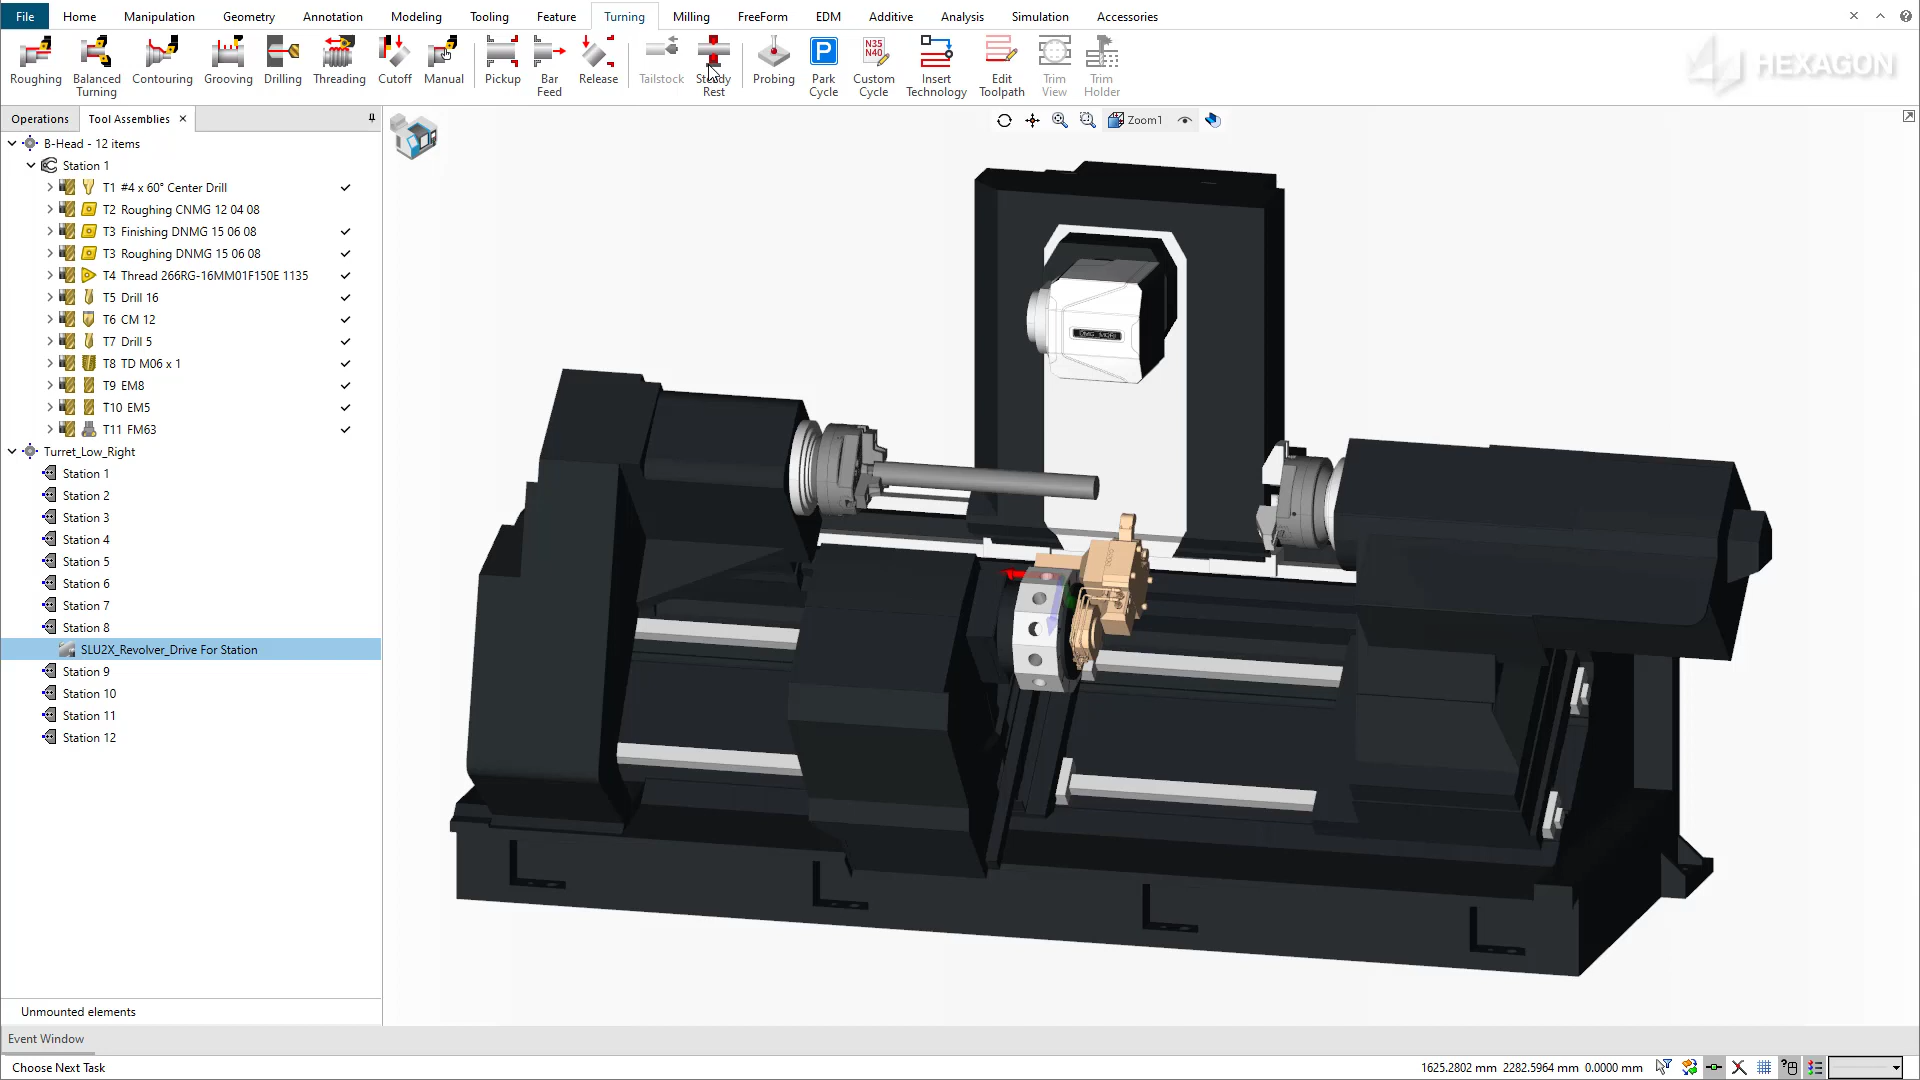 File Home Manipulation Geometry Annotation Modeling Tooling Feature Turning Milling FreeForm EDM Additive Analysis Simulation Accessories
Roughing Balanced Turning Contouring Grooving Drilling Threading Cutoff Manual Pickup Bar Feed Release Tailstock Steady Rest Probing Park Cycle Custom Cycle Insert Technology Edit Toolpath Trim View Trim Holder
P
N35
N40
HEXAGON
Operations Tool Assemblies
Zoom1
B-Head - 12 items
Station 1
T1 #4 x 60° Center Drill
T2 Roughing CNMG 12 04 08
T3 Finishing DNMG 15 06 08
T3 Roughing DNMG 15 06 08
T4 Thread 266RG-16MM01F150E 1135
T5 Drill 16
T6 CM 12
T7 Drill 5
T8 TD M06 x 1
T9 EM8
T10 EM5
T11 FM63
Turret_Low_Right
Station 1
Station 2
Station 3
Station 4
Station 5
Station 6
Station 7
Station 8
SLU2X_Revolver_Drive For Station
Station 9
Station 10
Station 11
Station 12
DMG MORI
Unmounted elements
Event Window
Choose Next Task
1625.2802 mm 2282.5964 mm 0.0000 mm